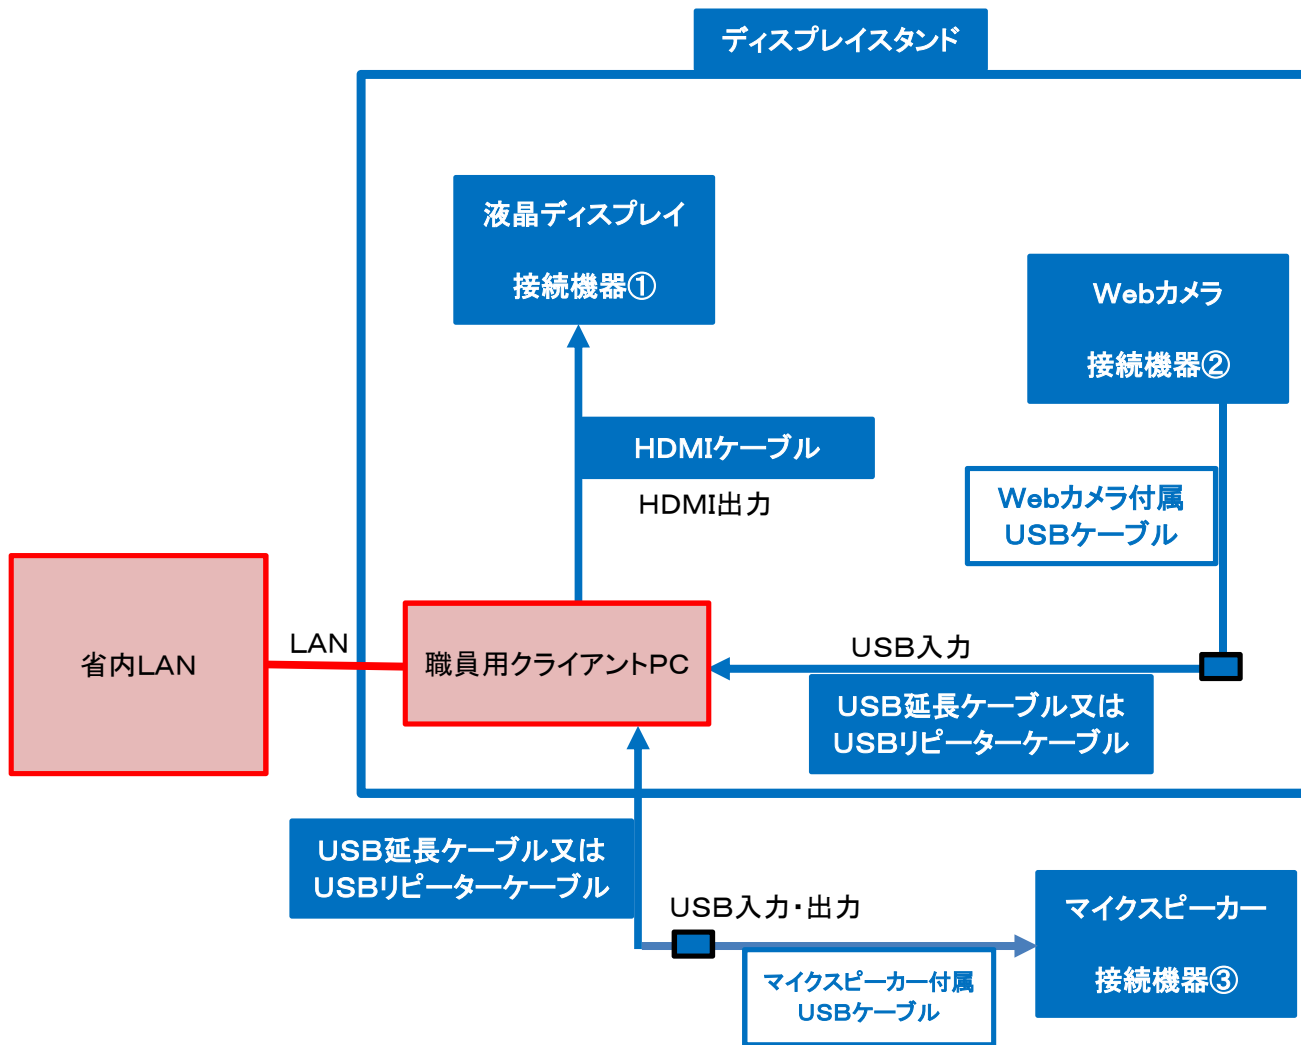 ディスプレイスタンド
液晶ディスプレイ
接続機器①
Webカメラ
接続機器②
HDMIケーブル
HDMI出力
Webカメラ付属
USBケーブル
省内LAN
LAN
職員用クライアントPC
USB入力
USB延長ケーブル又は
USBリピーターケーブル
USB延長ケーブル又は
USBリピーターケーブル
USB入力・出力
マイクスピーカー
接続機器③
マイクスピーカー付属
USBケーブル